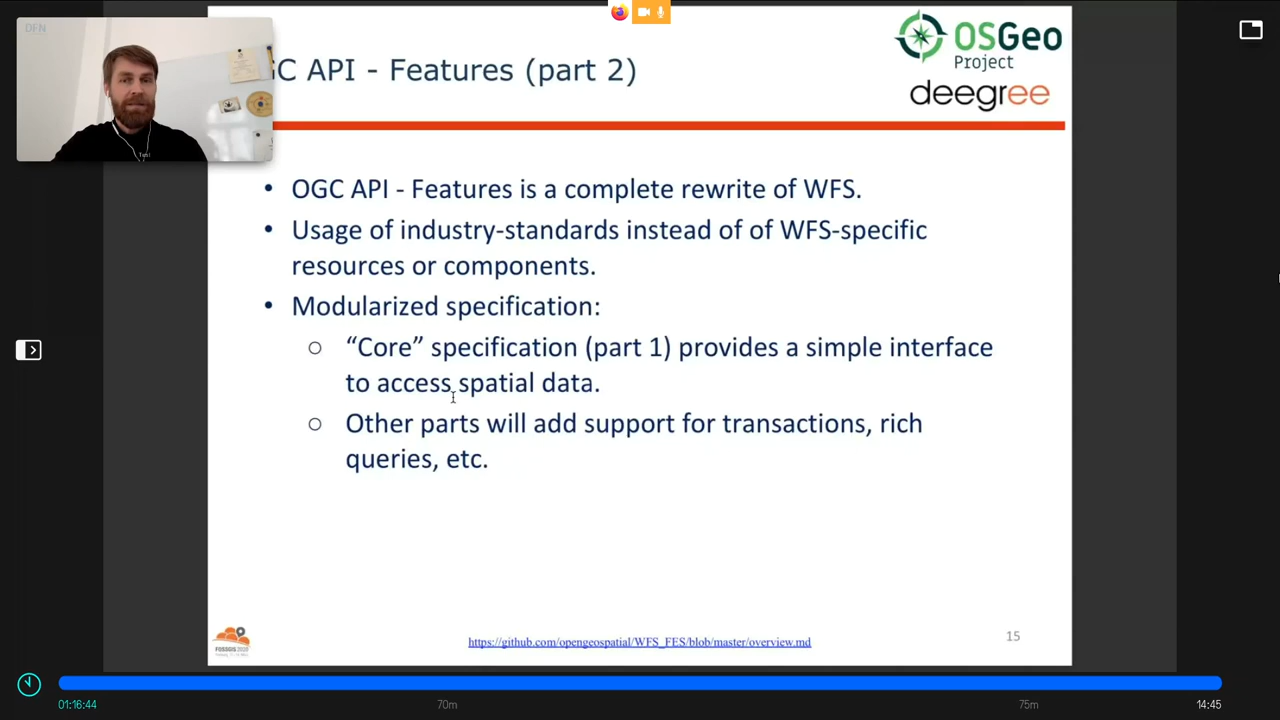 DFN
C API - Features (part 2)
OSGeo
Project
deegree
• OGC API - Features is a complete rewrite of WFS.
• Usage of industry-standards instead of of WFS-specific
resources or components.
• Modularized specification:
○ “Core” specification (part 1) provides a simple interface
to access spatial data.
○ Other parts will add support for transactions, rich
queries, etc.
FOSSGIS 2020
https://github.com/opengeospatial/WFS_FES/blob/master/overview.md
15
01:16:44
70m
75m
14:45